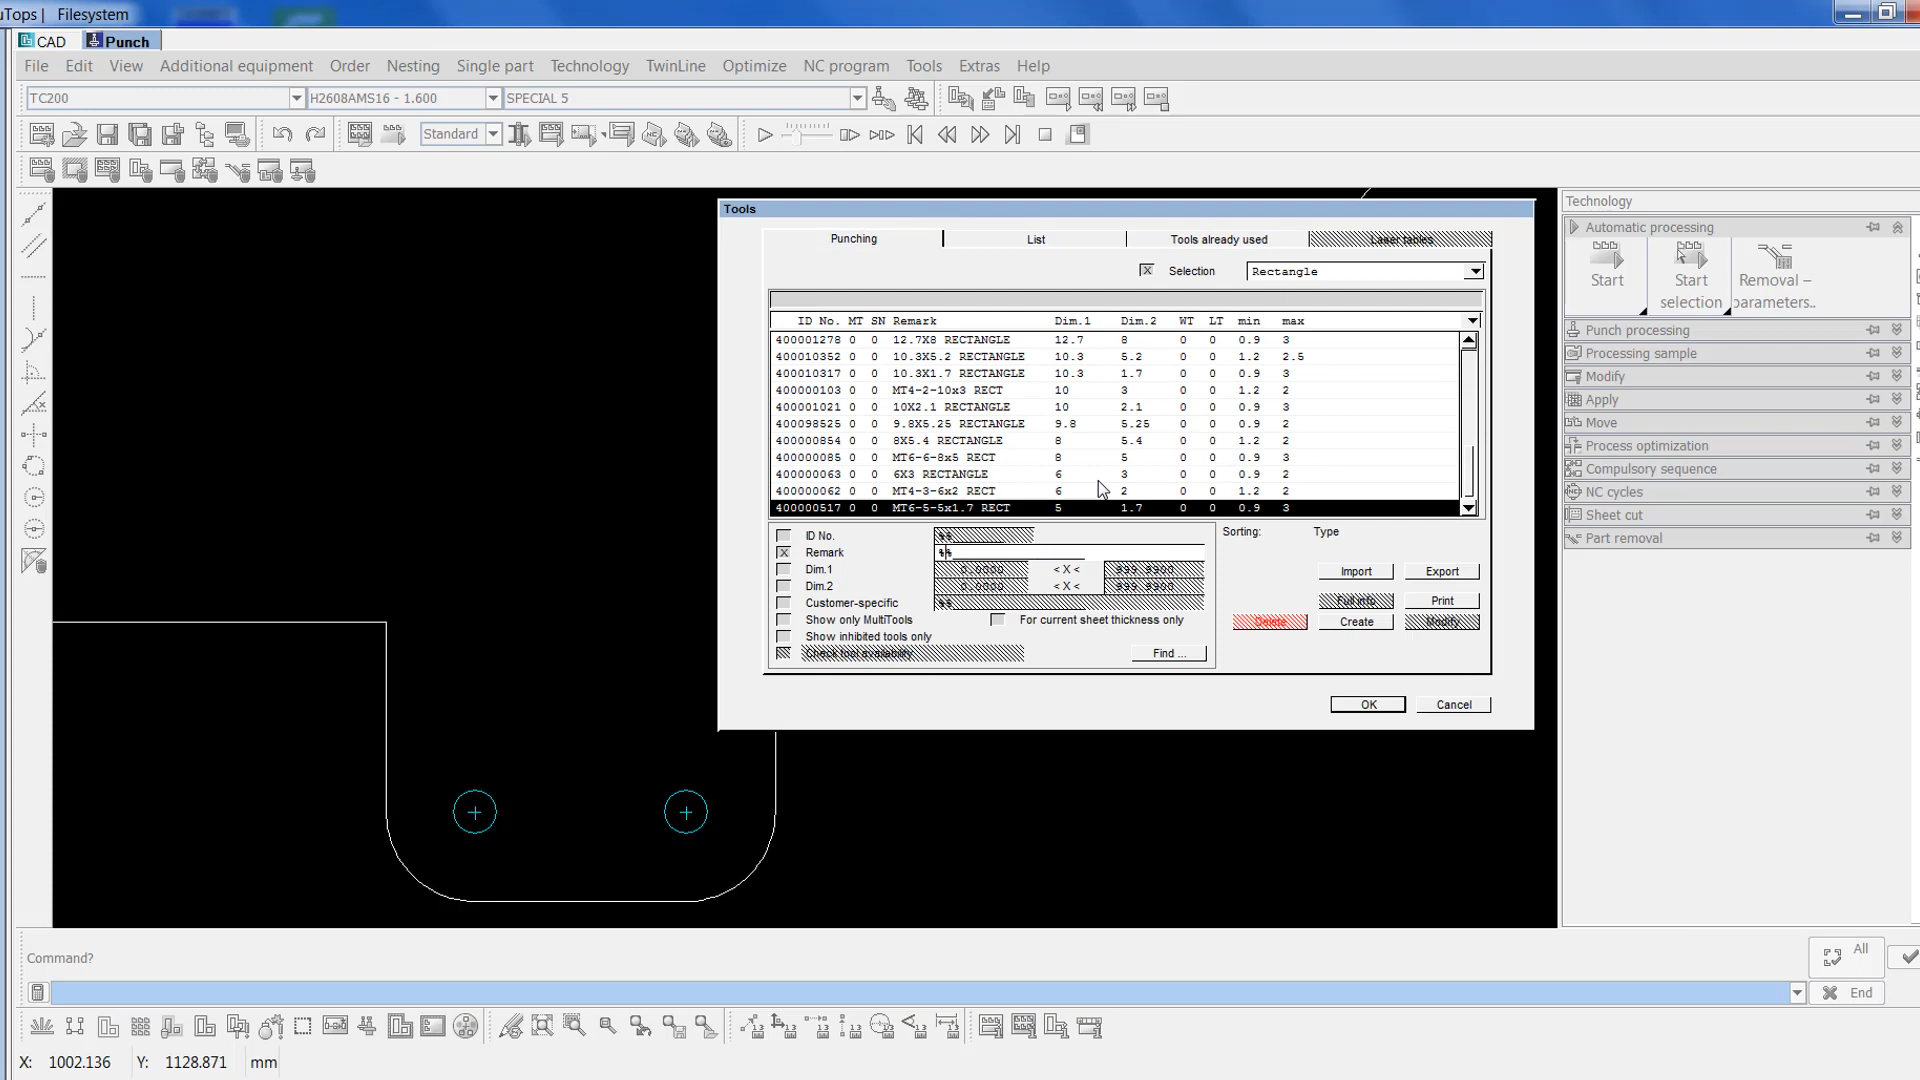 uTops | Filesystem
CAD Punch
File Edit View Additional equipment Order Nesting Single part Technology TwinLine Optimize NC program Tools Extras Help
TC200 H2608AMS16 - 1.600 SPECIAL 5
Standard
Tools
Punching List Tools already used Laser tables
X Selection Rectangle
ID No. MT SN Remark Dim.1 Dim.2 WT LT min max
400001278 0 0 12.7X8 RECTANGLE 12.7 8 0 0 0.9 3
400010352 0 0 10.3X5.2 RECTANGLE 10.3 5.2 0 0 1.2 2.5
400010317 0 0 10.3X1.7 RECTANGLE 10.3 1.7 0 0 0.9 3
400000103 0 0 MT4-2-10x3 RECT 10 3 0 0 1.2 2
400001021 0 0 10X2.1 RECTANGLE 10 2.1 0 0 0.9 3
400098525 0 0 9.8X5.25 RECTANGLE 9.8 5.25 0 0 0.9 2
400000854 0 0 8X5.4 RECTANGLE 8 5.4 0 0 1.2 2
400000085 0 0 MT6-6-8x5 RECT 8 5 0 0 0.9 3
400000063 0 0 6X3 RECTANGLE 6 3 0 0 0.9 2
400000062 0 0 MT4-3-6x2 RECT 6 2 0 0 1.2 2
400000517 0 0 MT6-5-5x1.7 RECT 5 1.7 0 0 0.9 3
ID No. %%
X Remark %%
Dim.1 0.0000 < X < 999.9900
Dim.2 0.0000 < X < 999.9900
Customer-specific %%
Show only MultiTools For current sheet thickness only
Show inhibited tools only
Check tool availability Find ...
Sorting: Type
Import Export
Full info Print
Delete Create Modify
OK Cancel
Technology
Automatic processing
Start Start selection Removal – parameters..
Punch processing
Processing sample
Modify
Apply
Move
Process optimization
Compulsory sequence
NC cycles
Sheet cut
Part removal
Command?
All
End
X: 1002.136 Y: 1128.871 mm